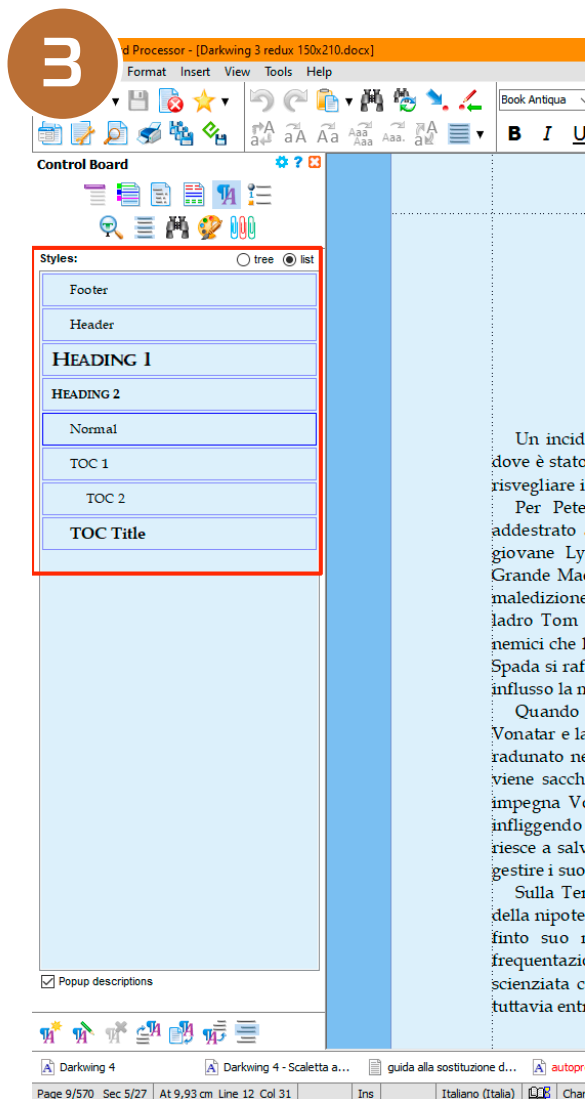 3
rd Processor - [Darkwing 3 redux 150x210.docx]
Format Insert View Tools Help
Book Antiqua
B I U
Control Board
Styles: tree list
Footer
Header
HEADING 1
HEADING 2
Normal
TOC 1
TOC 2
TOC Title
Popup descriptions
Un incid
dove è stato
risvegliare i
Per Pete
addestrato
giovane Ly
Grande Ma
maledizione
ladro Tom
nemici che
Spada si raf
influsso la n
Quando
Vonatar e la
radunato ne
viene sacch
impegna Vo
infliggendo
riesce a salv
gestire i suo
Sulla Ter
della nipote
finto suo
frequentazio
scienziata c
tuttavia entr
Darkwing 4
Darkwing 4 - Scaletta a...
guida alla sostituzione d...
autopr
Page 9/570 Sec 5/27 At 9,93 cm Line 12 Col 31 Ins Italiano (Italia) Char